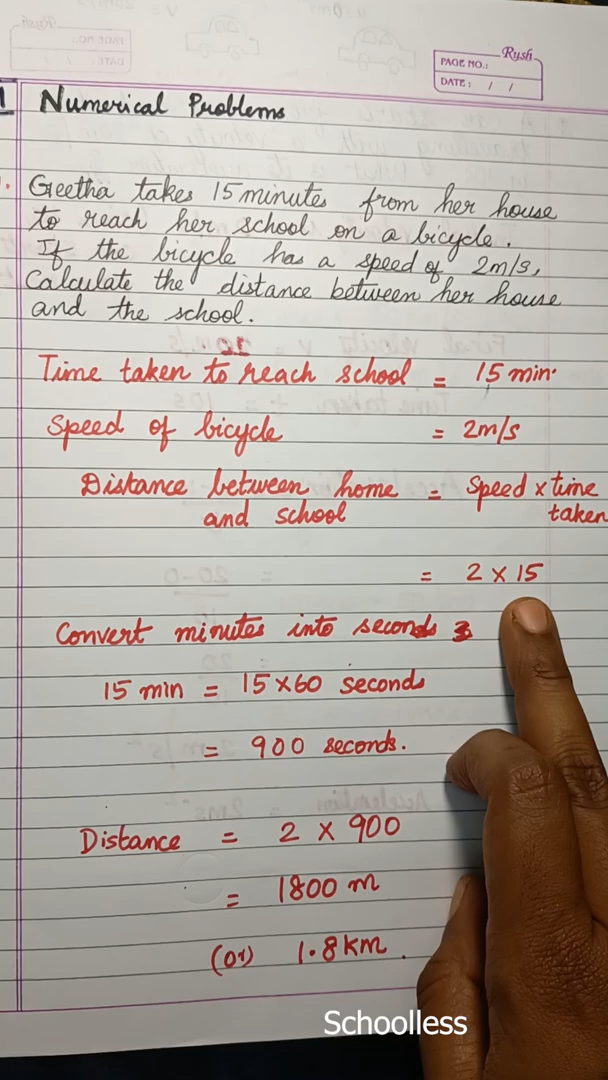 Rush
PAGE NO.:
DATE: / /
Numerical Problems
Geetha takes 15 minutes from her house
to reach her school on a bicycle.
If the bicycle has a speed of 2m/s,
Calculate the distance between her house
and the school.
Time taken to reach school = 15 min.
Speed of bicycle = 2m/s
Distance between home = Speed × time
and school taken
= 2 × 15
Convert minutes into seconds
15 min = 15 × 60 seconds
= 900 seconds.
Distance = 2 × 900
= 1800 m
(or) 1.8 km.
Schoolless